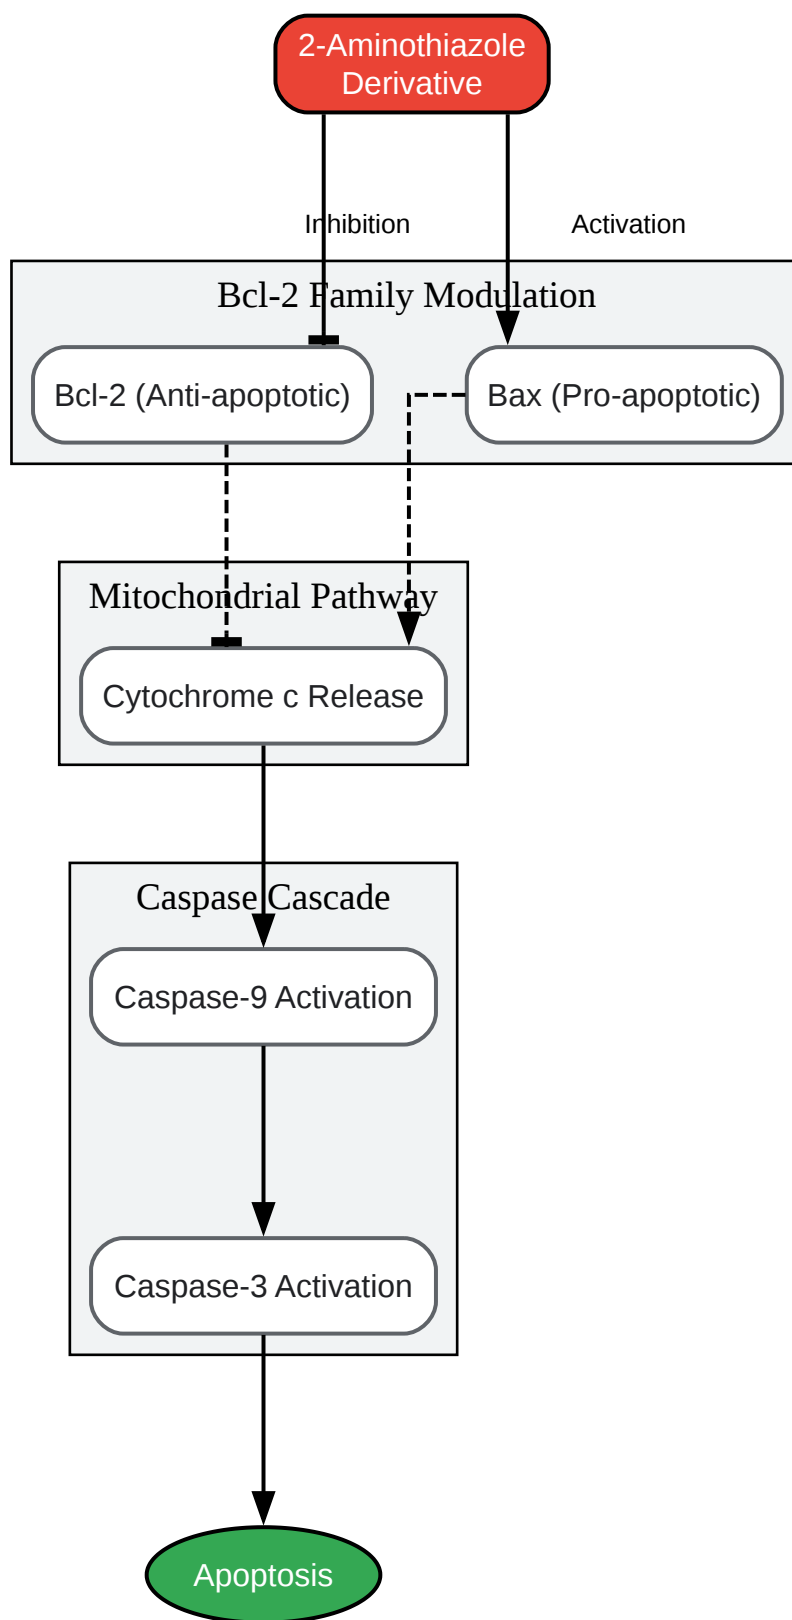 2-Aminothiazole
Derivative
Inhibition
Activation
Bcl-2 Family Modulation
Bcl-2 (Anti-apoptotic)
Bax (Pro-apoptotic)
Mitochondrial Pathway
Cytochrome c Release
Caspase Cascade
Caspase-9 Activation
Caspase-3 Activation
Apoptosis